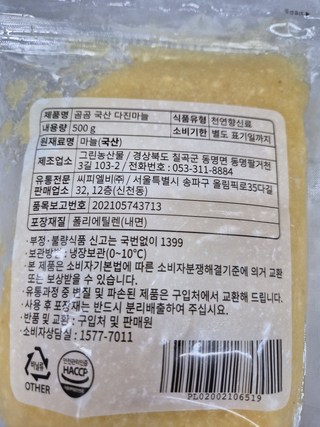 제품명 곰곰 국산 다진마늘 식품유형 천연향신료
내용량 500 g 소비기한 별도 표기일까지
원재료명 마늘(국산)
제조업소 그린농산물 / 경상북도 칠곡군 동명면 동명팔거천
3길 103-2 / 전화번호 : 053-311-8884
유통전문 판매업소 씨피엘비(주) / 서울특별시 송파구 올림픽로35다길
32, 12층(신천동)
품목보고번호 202105743713
포장재질 폴리에틸렌(내면)
· 부정 · 불량식품 신고는 국번없이 1399
· 보관방법 : 냉장보관(0~10℃)
· 본 제품은 소비자기본법에 따른 소비자분쟁해결기준에 의거 교환
또는 보상받을 수 있습니다.
· 유통과정 중 변질 및 파손된 제품은 구입처에서 교환해 드립니다.
· 사용 후 포장재는 반드시 분리배출하여 주십시요.
· 반품 및 교환 : 구입처 및 판매원
· 소비자상담실 : 1577-7011
비닐류
OTHER
안전관리인증
HACCP
PL02002106519